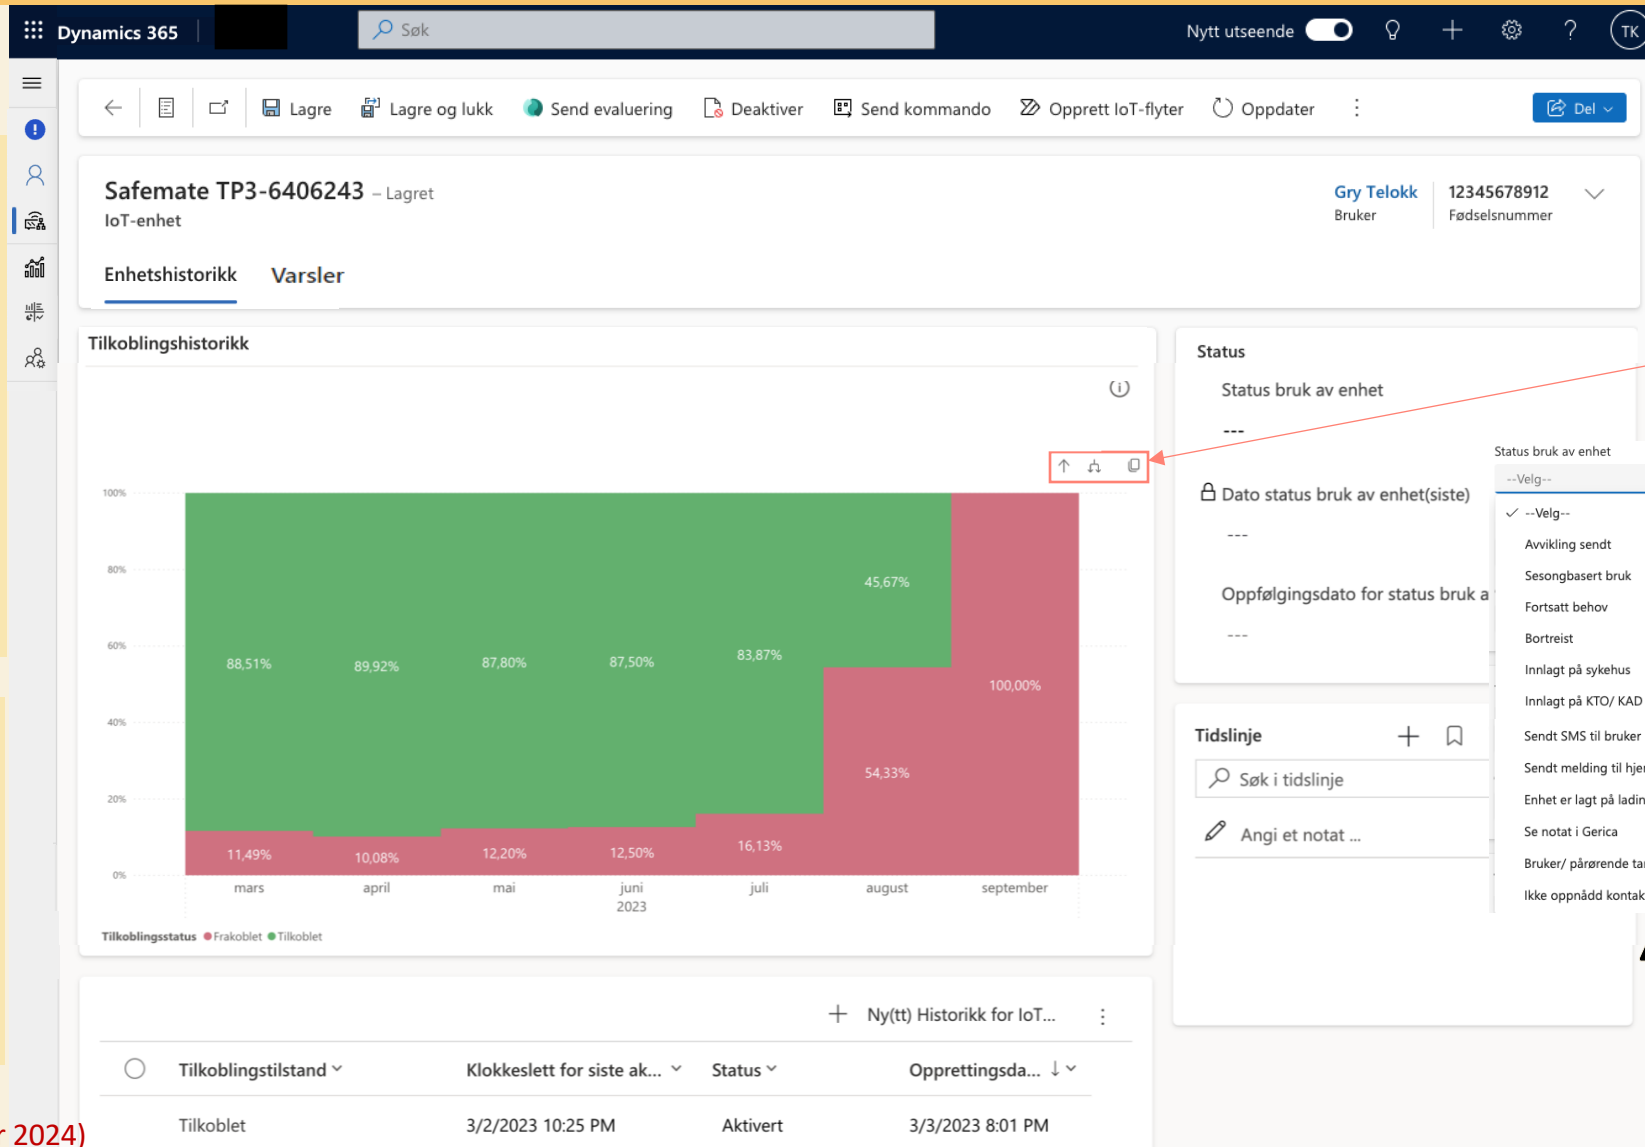 Dynamics 365
Søk
Nytt utseende
TK
Lagre
Lagre og lukk
Send evaluering
Deaktiver
Send kommando
Opprett IoT-flyter
Oppdater
Del
Safemate TP3-6406243 – Lagret
IoT-enhet
Gry Telokk
Bruker
12345678912
Fødselsnummer
Enhetshistorikk
Varsler
Tilkoblingshistorikk
100%
80%
60%
40%
20%
0%
88,51%
89,92%
87,80%
87,50%
83,87%
45,67%
100,00%
11,49%
10,08%
12,20%
12,50%
16,13%
54,33%
mars
april
mai
juni
juli
august
september
2023
Tilkoblingsstatus Frakoblet Tilkoblet
Status
Status bruk av enhet
---
Dato status bruk av enhet(siste)
---
Oppfølgingsdato for status bruk a
---
Status bruk av enhet
--Velg--
--Velg--
Avvikling sendt
Sesongbasert bruk
Fortsatt behov
Bortreist
Innlagt på sykehus
Innlagt på KTO/ KAD
Sendt SMS til bruker
Sendt melding til hje
Enhet er lagt på ladin
Se notat i Gerica
Bruker/ pårørende ta
Ikke oppnådd kontak
Tidslinje
Søk i tidslinje
Angi et notat ...
Ny(tt) Historikk for IoT...
Tilkoblingstilstand
Klokkeslett for siste ak...
Status
Opprettingsda...
Tilkoblet
3/2/2023 10:25 PM
Aktivert
3/3/2023 8:01 PM
r 2024)